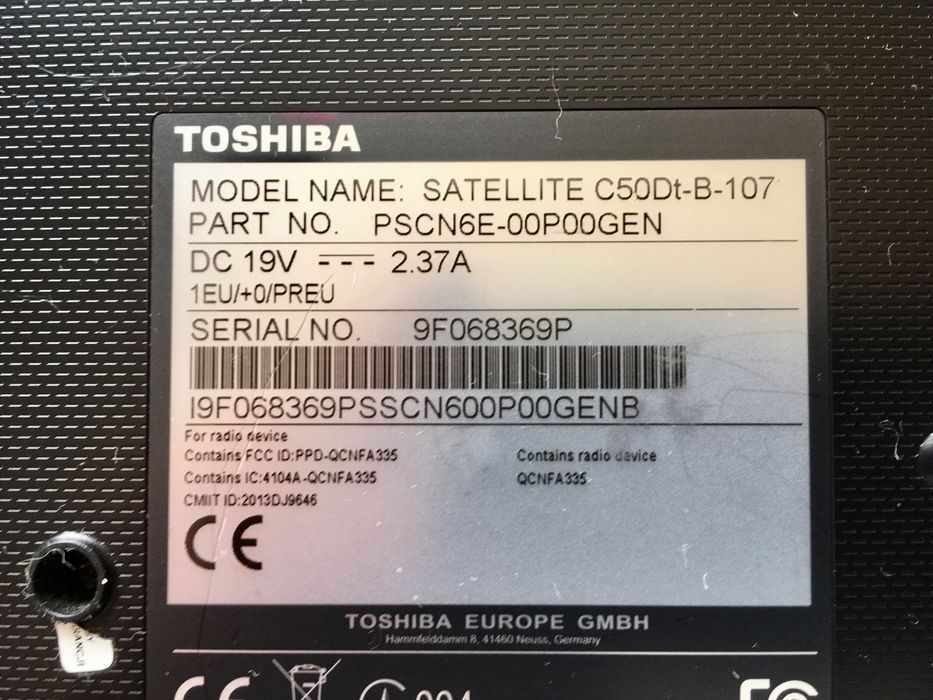 TOSHIBA
MODEL NAME: SATELLITE C50Dt-B-107
PART NO. PSCN6E-00P00GEN
DC 19V --- 2.37A
1EU/+0/PREU
SERIAL NO. 9F068369P
I9F068369PSSCN600P00GENB
For radio device
Contains FCC ID:PPD-QCNFA335
Contains IC:4104A-QCNFA335
CMIIT ID:2013DJ9646
Contains radio device
QCNFA335
CE
TOSHIBA EUROPE GMBH
Hammfelddamm 8, 41460 Neuss, Germany
CE
FC